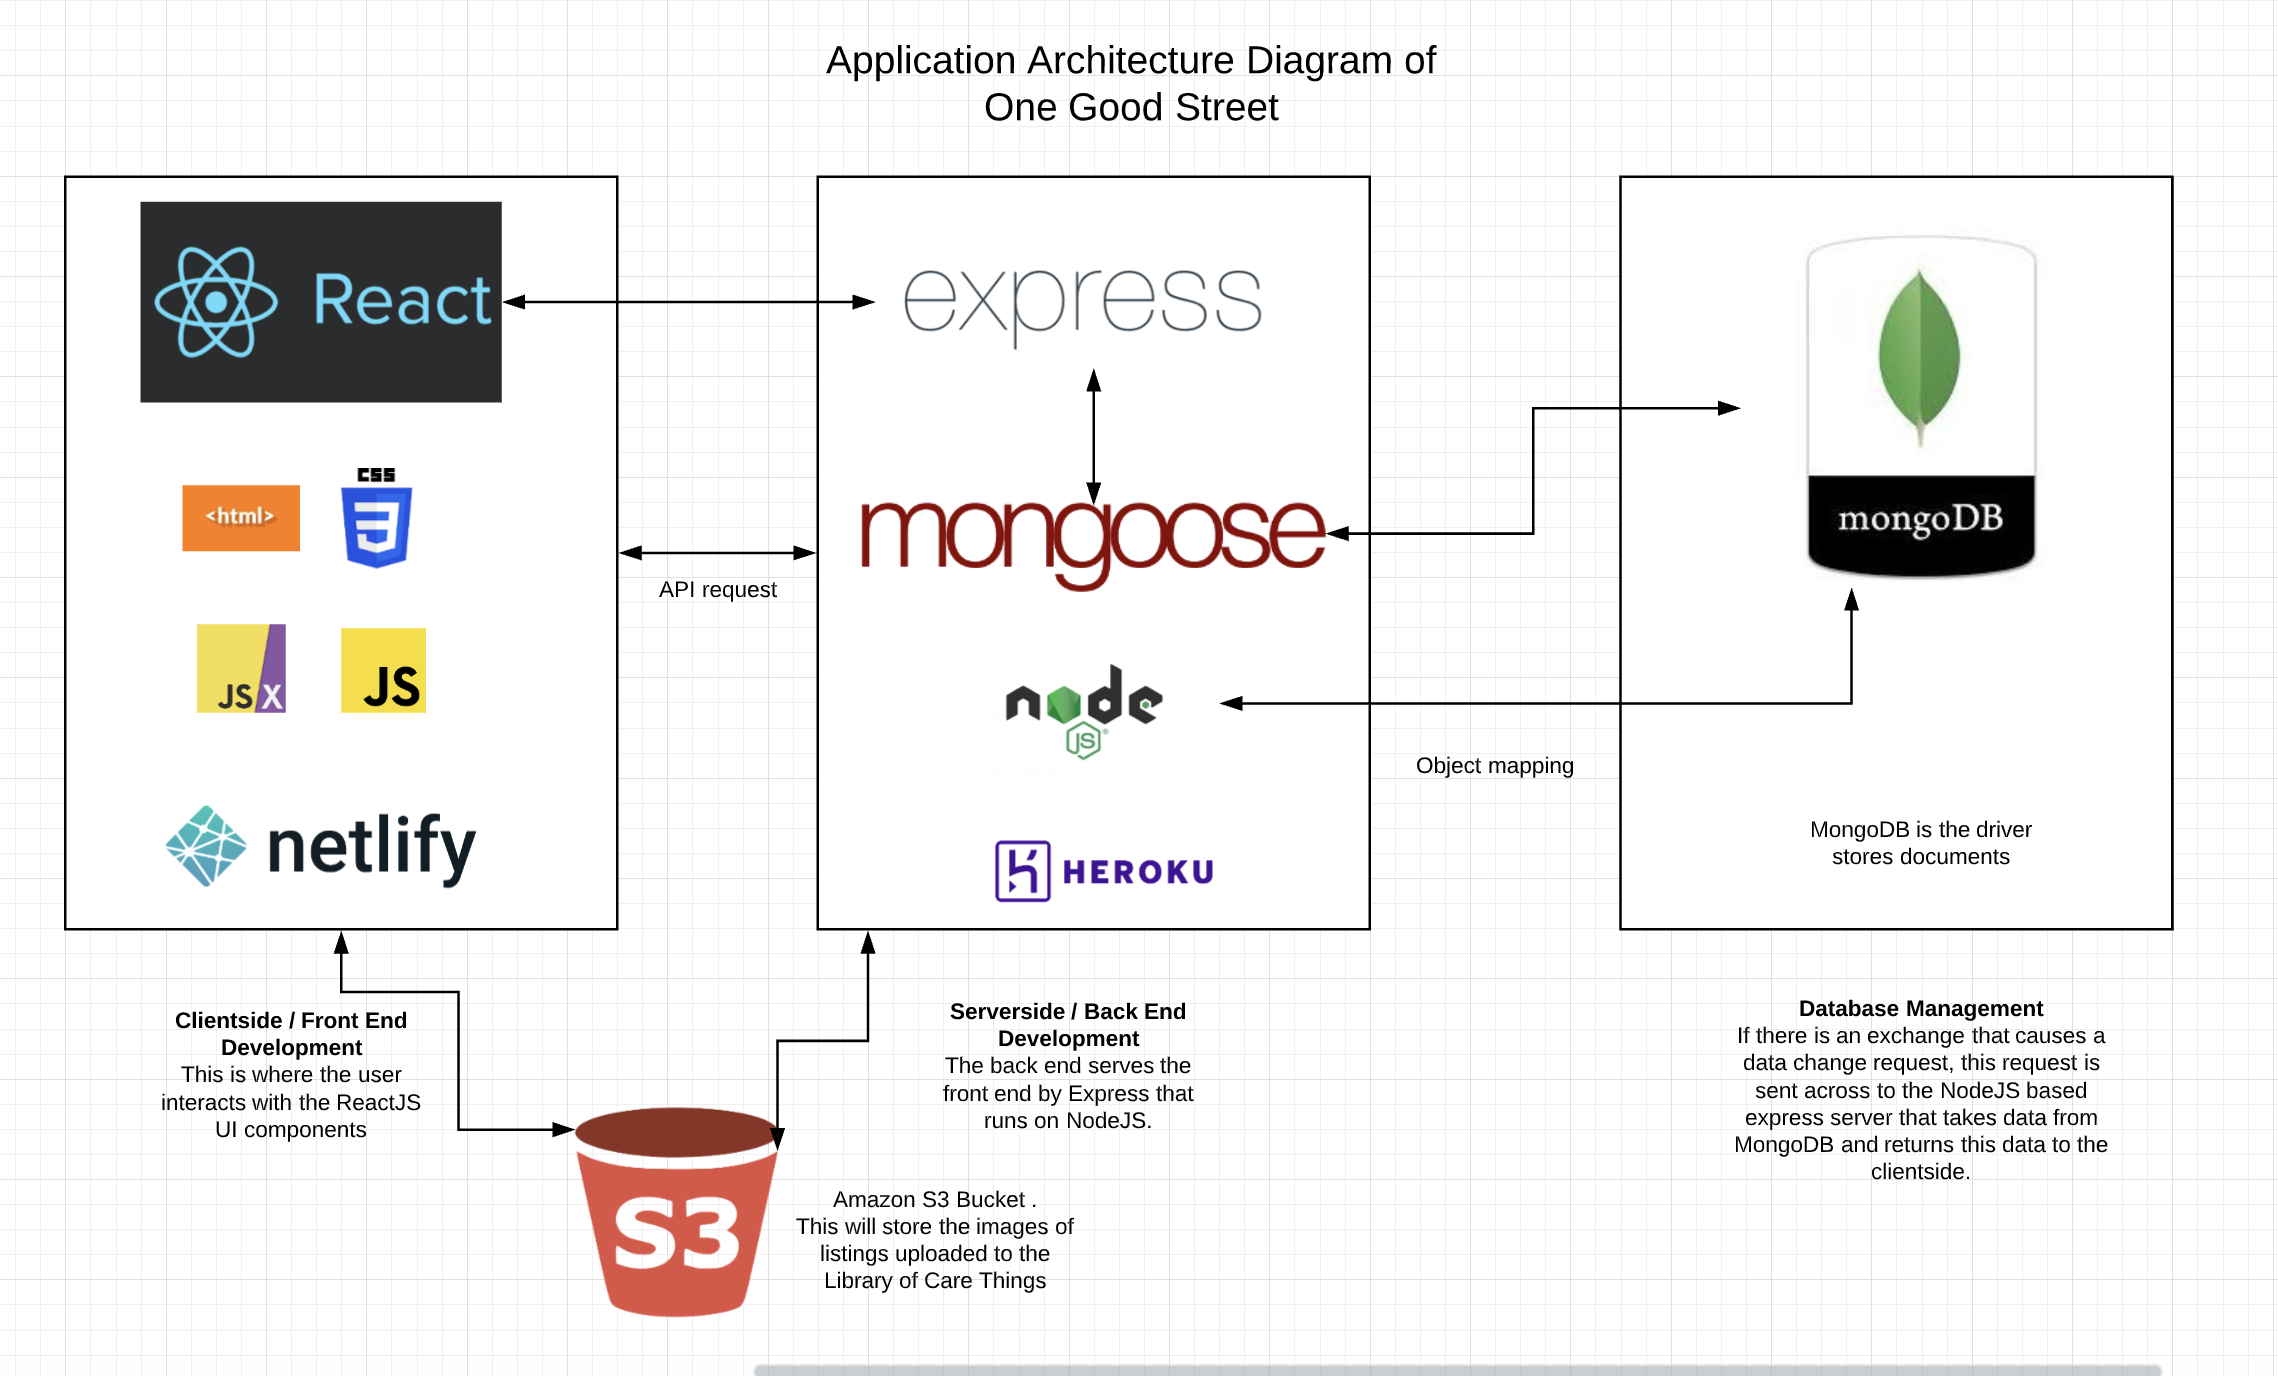 Application Architecture Diagram of
One Good Street
React
<html>
CSS
3
JSX
JS
netlify
API request
express
mongoose
node
JS
HEROKU
Object mapping
mongoDB
MongoDB is the driver
stores documents
Clientside / Front End
Development
This is where the user
interacts with the ReactJS
UI components
Serverside / Back End
Development
The back end serves the
front end by Express that
runs on NodeJS.
Database Management
If there is an exchange that causes a
data change request, this request is
sent across to the NodeJS based
express server that takes data from
MongoDB and returns this data to the
clientside.
S3
Amazon S3 Bucket .
This will store the images of
listings uploaded to the
Library of Care Things